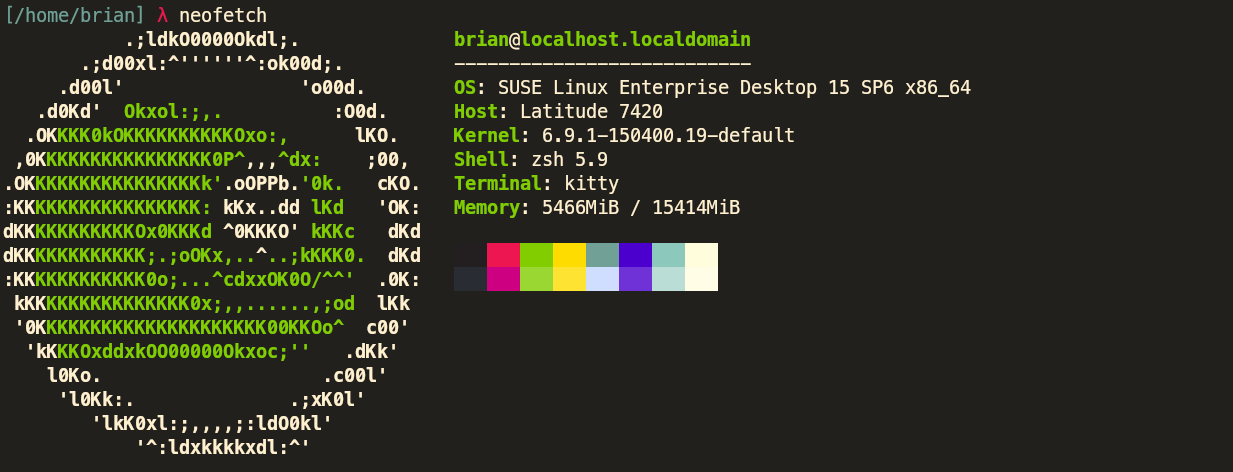 [/home/brian] λ neofetch
           .;ldkO0000Okdl;.
       .;d00xl:^''''''^:ok00d;.
     .d00l'                'o00d.
   .d0Kd'  Okxol:;,.          :O0d.
  .OKKKK0kOKKKKKKKKKKOxo:,      lKO.
 ,0KKKKKKKKKKKKKKKK0P^,,,^dx:    ;00,
.OKKKKKKKKKKKKKKKKk'.oOPPb.'0k.   cKO.
:KKKKKKKKKKKKKKKKK: kKx..dd lKd   'OK:
dKKKKKKKKKKKOx0KKKd ^0KKKO' kKKc   dKd
dKKKKKKKKKKKK;.;oOKx,..^..;kKKK0.  dKd
:KKKKKKKKKKKK0o;...^cdxxOK0O/^^'  .0K:
 kKKKKKKKKKKKKKKK0x;,,......,;od  lKk
 '0KKKKKKKKKKKKKKKKKKKKK00KKOo^  c00'
  'kKKKOxddxkOO00000Okxoc;''   .dKk'
    l0Ko.                    .c00l'
     'l0Kk:.              .;xK0l'
        'lkK0xl:;,,,,;:ldO0kl'
            '^:ldxkkkkxdl:^'
brian@localhost.localdomain
---------------------------
OS: SUSE Linux Enterprise Desktop 15 SP6 x86_64
Host: Latitude 7420
Kernel: 6.9.1-150400.19-default
Shell: zsh 5.9
Terminal: kitty
Memory: 5466MiB / 15414MiB